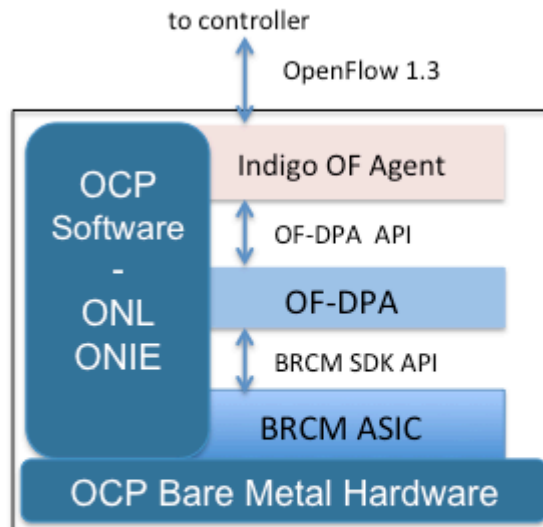 to controller
OpenFlow 1.3
Indigo OF Agent
OCP
Software
-
ONL
ONIE
OF-DPA API
OF-DPA
BRCM SDK API
BRCM ASIC
OCP Bare Metal Hardware